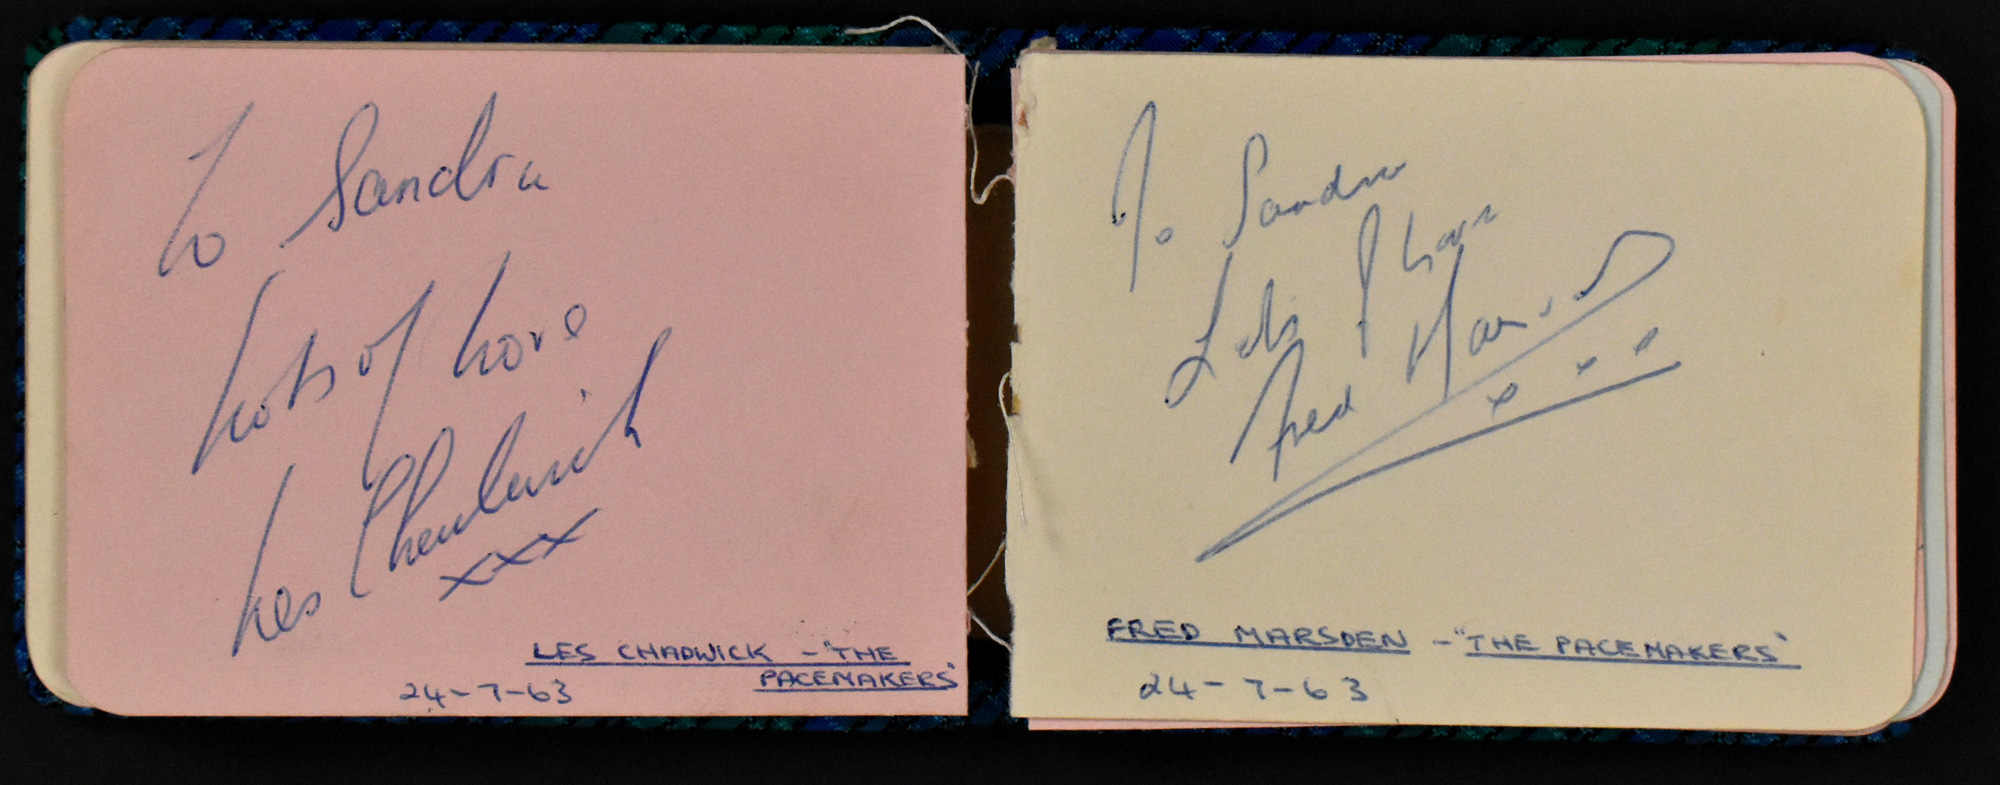 To Sandra
Lots of Love
Les Chadwick
xxx
LES CHADWICK - "THE
PACEMAKERS"
24-7-63
To Sandra
Lots of Love
Fred Marsden
x x x
FRED MARSDEN - "THE PACEMAKERS"
24-7-63